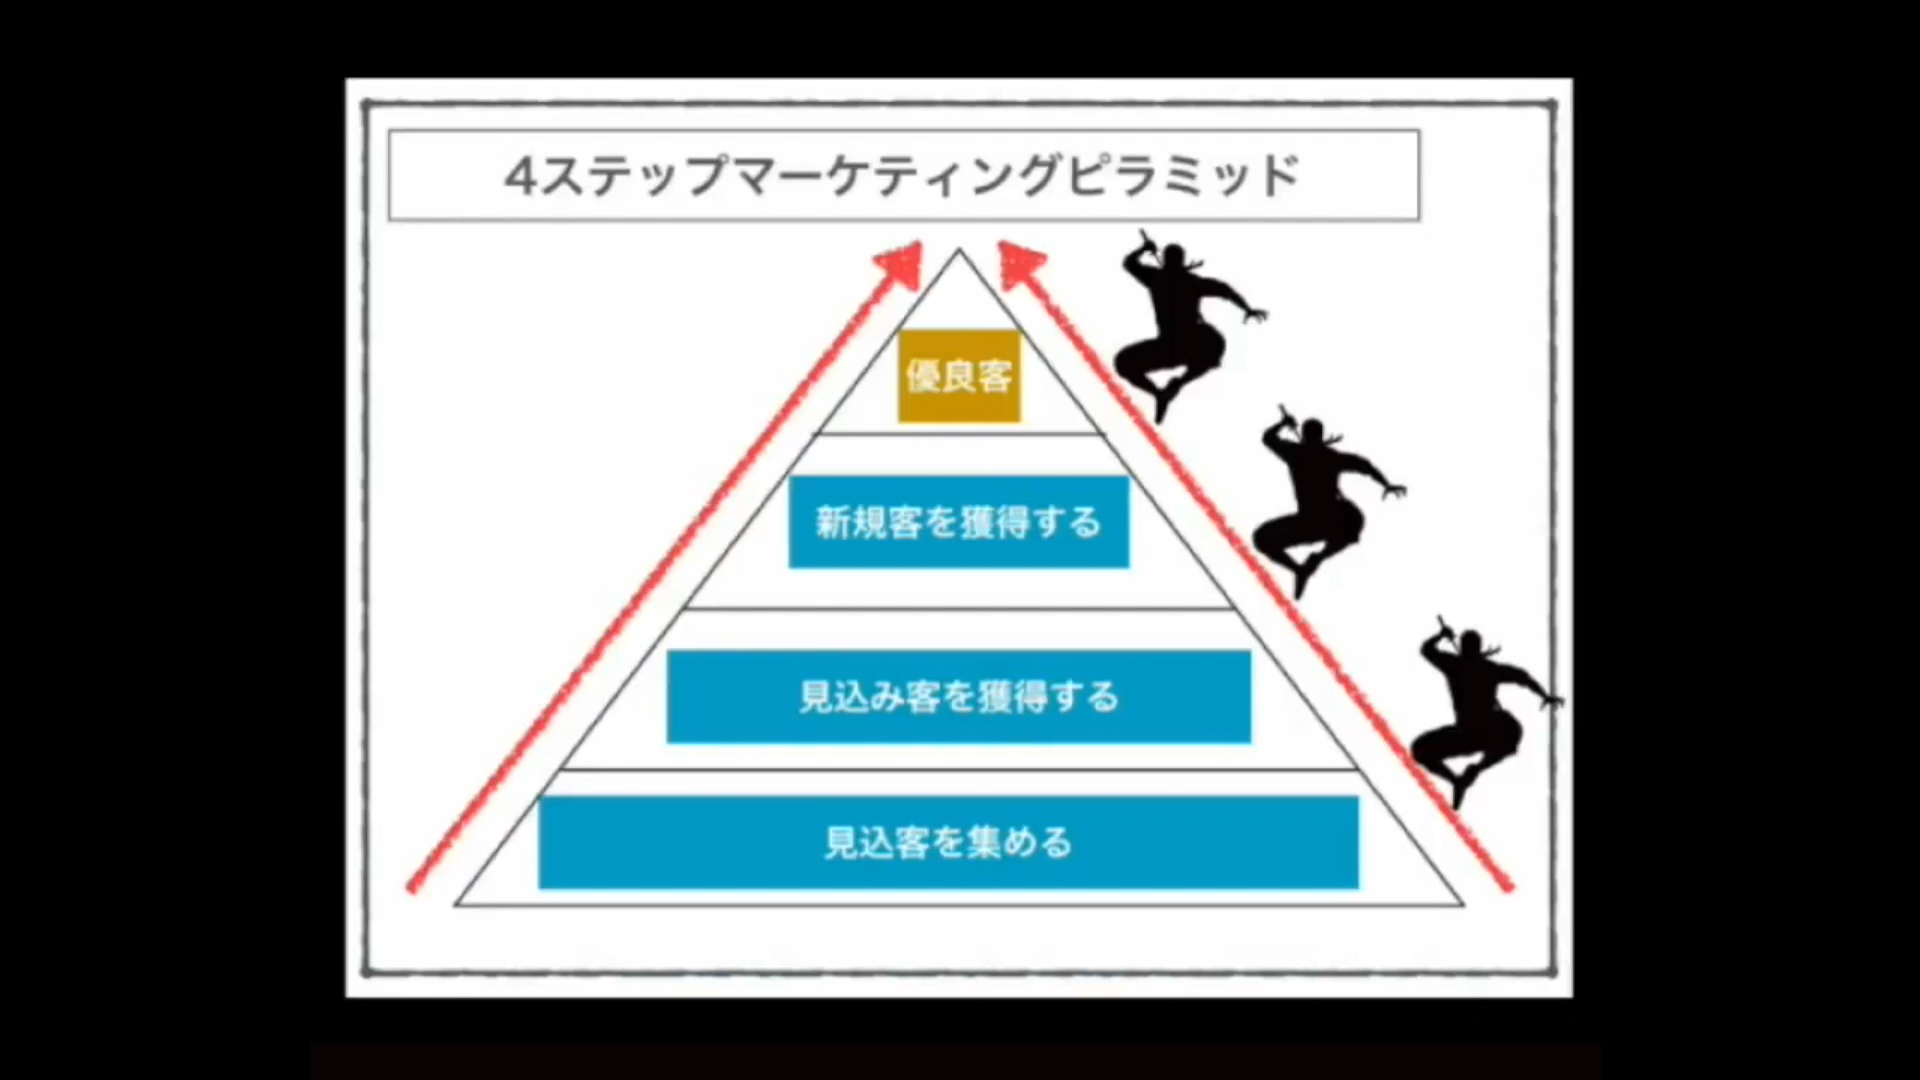 4ステップマーケティングピラミッド
優良客
新規客を獲得する
見込み客を獲得する
見込客を集める